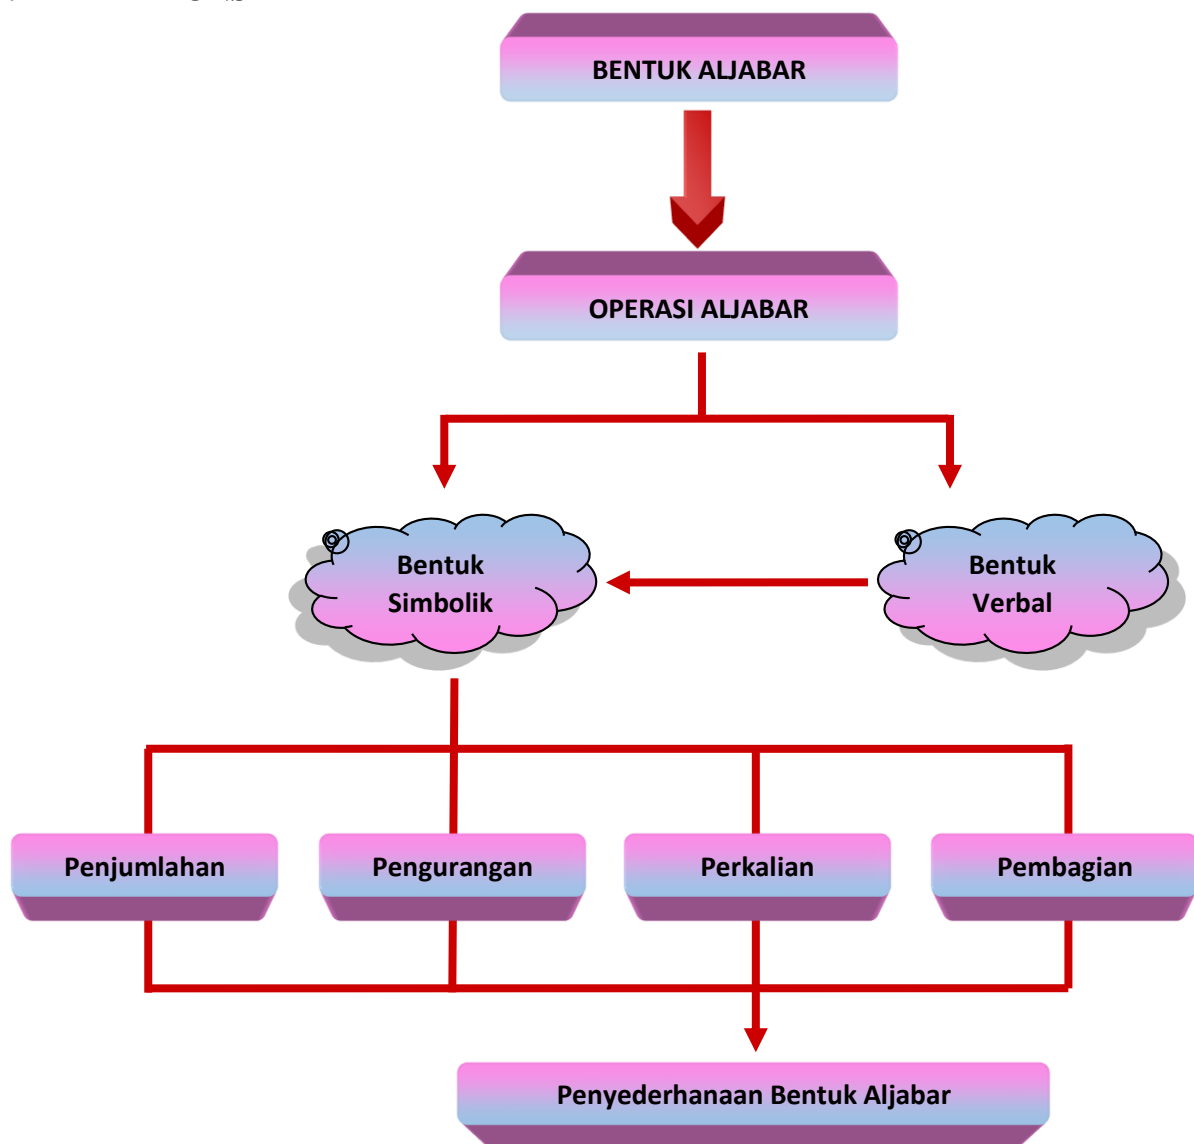 BENTUK ALJABAR
OPERASI ALJABAR
Bentuk
Simbolik
Bentuk
Verbal
Penjumlahan
Pengurangan
Perkalian
Pembagian
Penyederhanaan Bentuk Aljabar